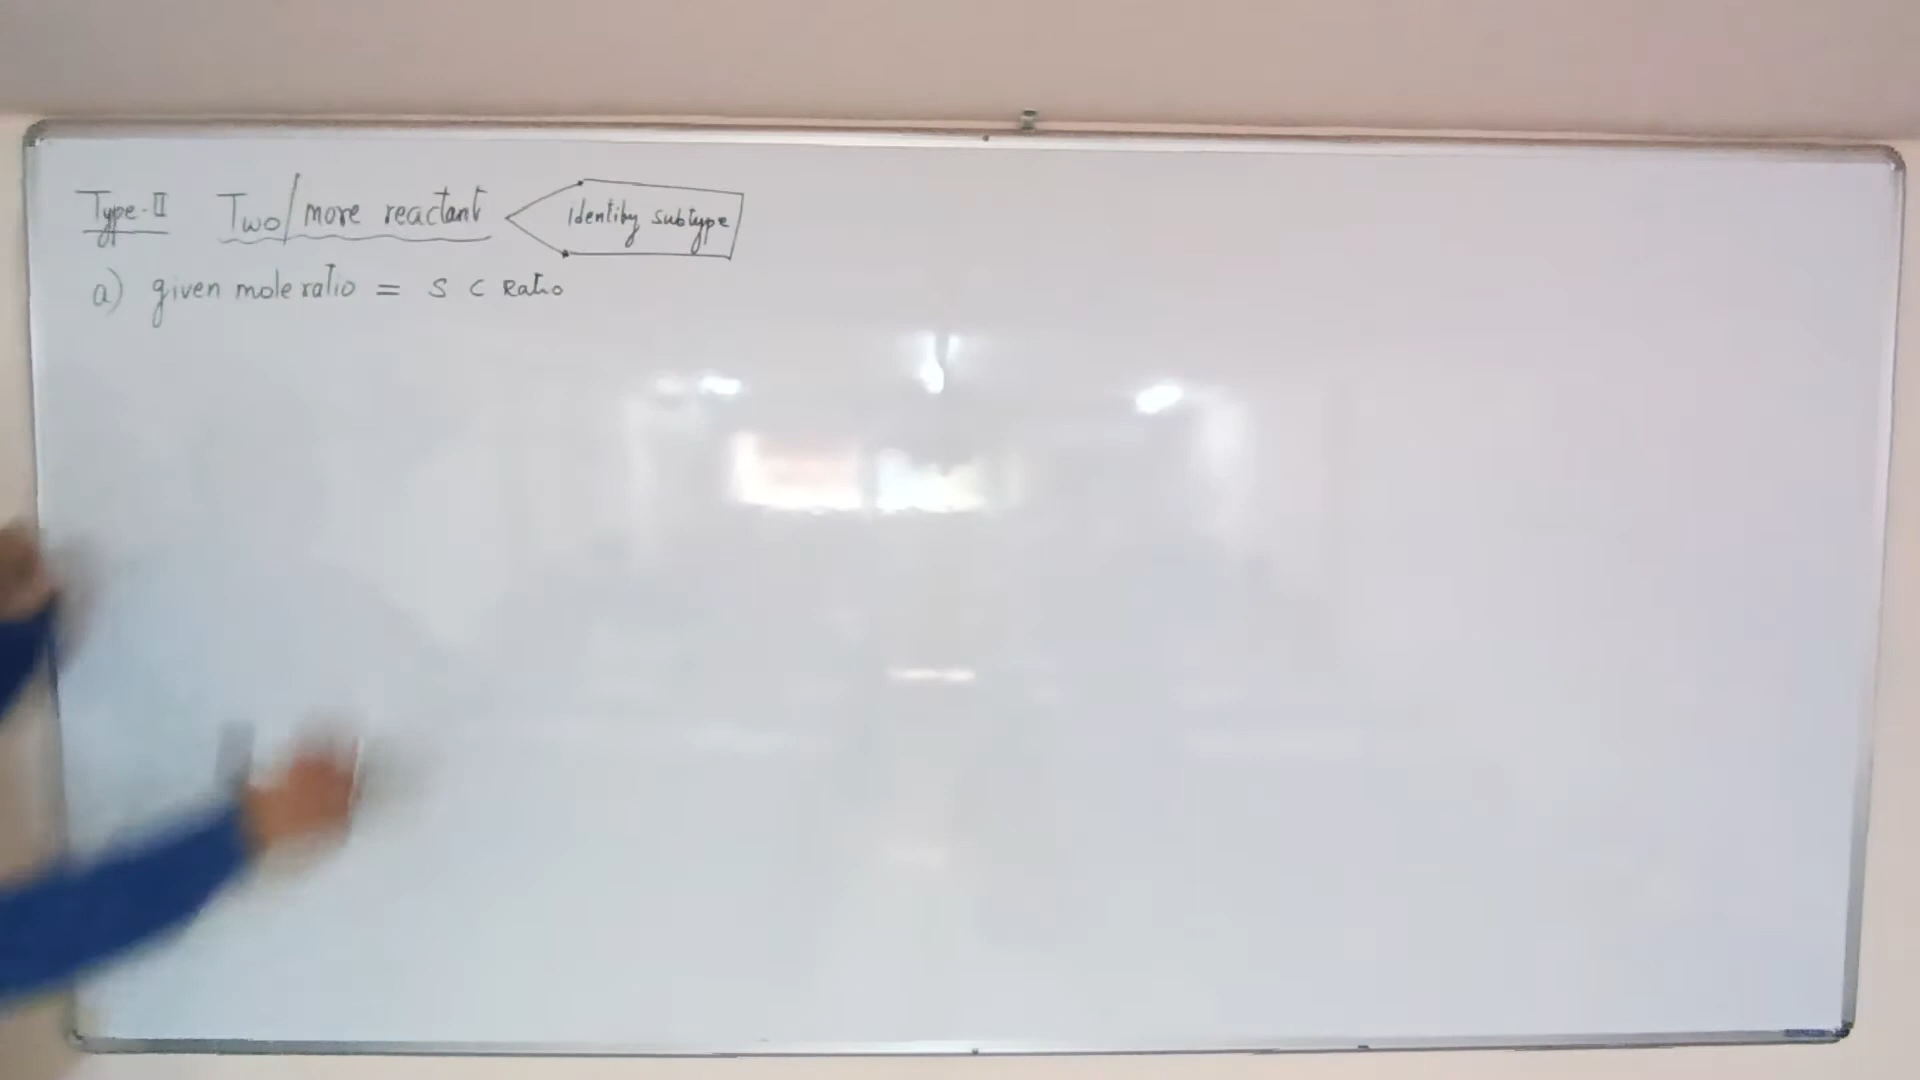 Type-II Two/more reactant identify subtype
a) given mole ratio = S C Ratio